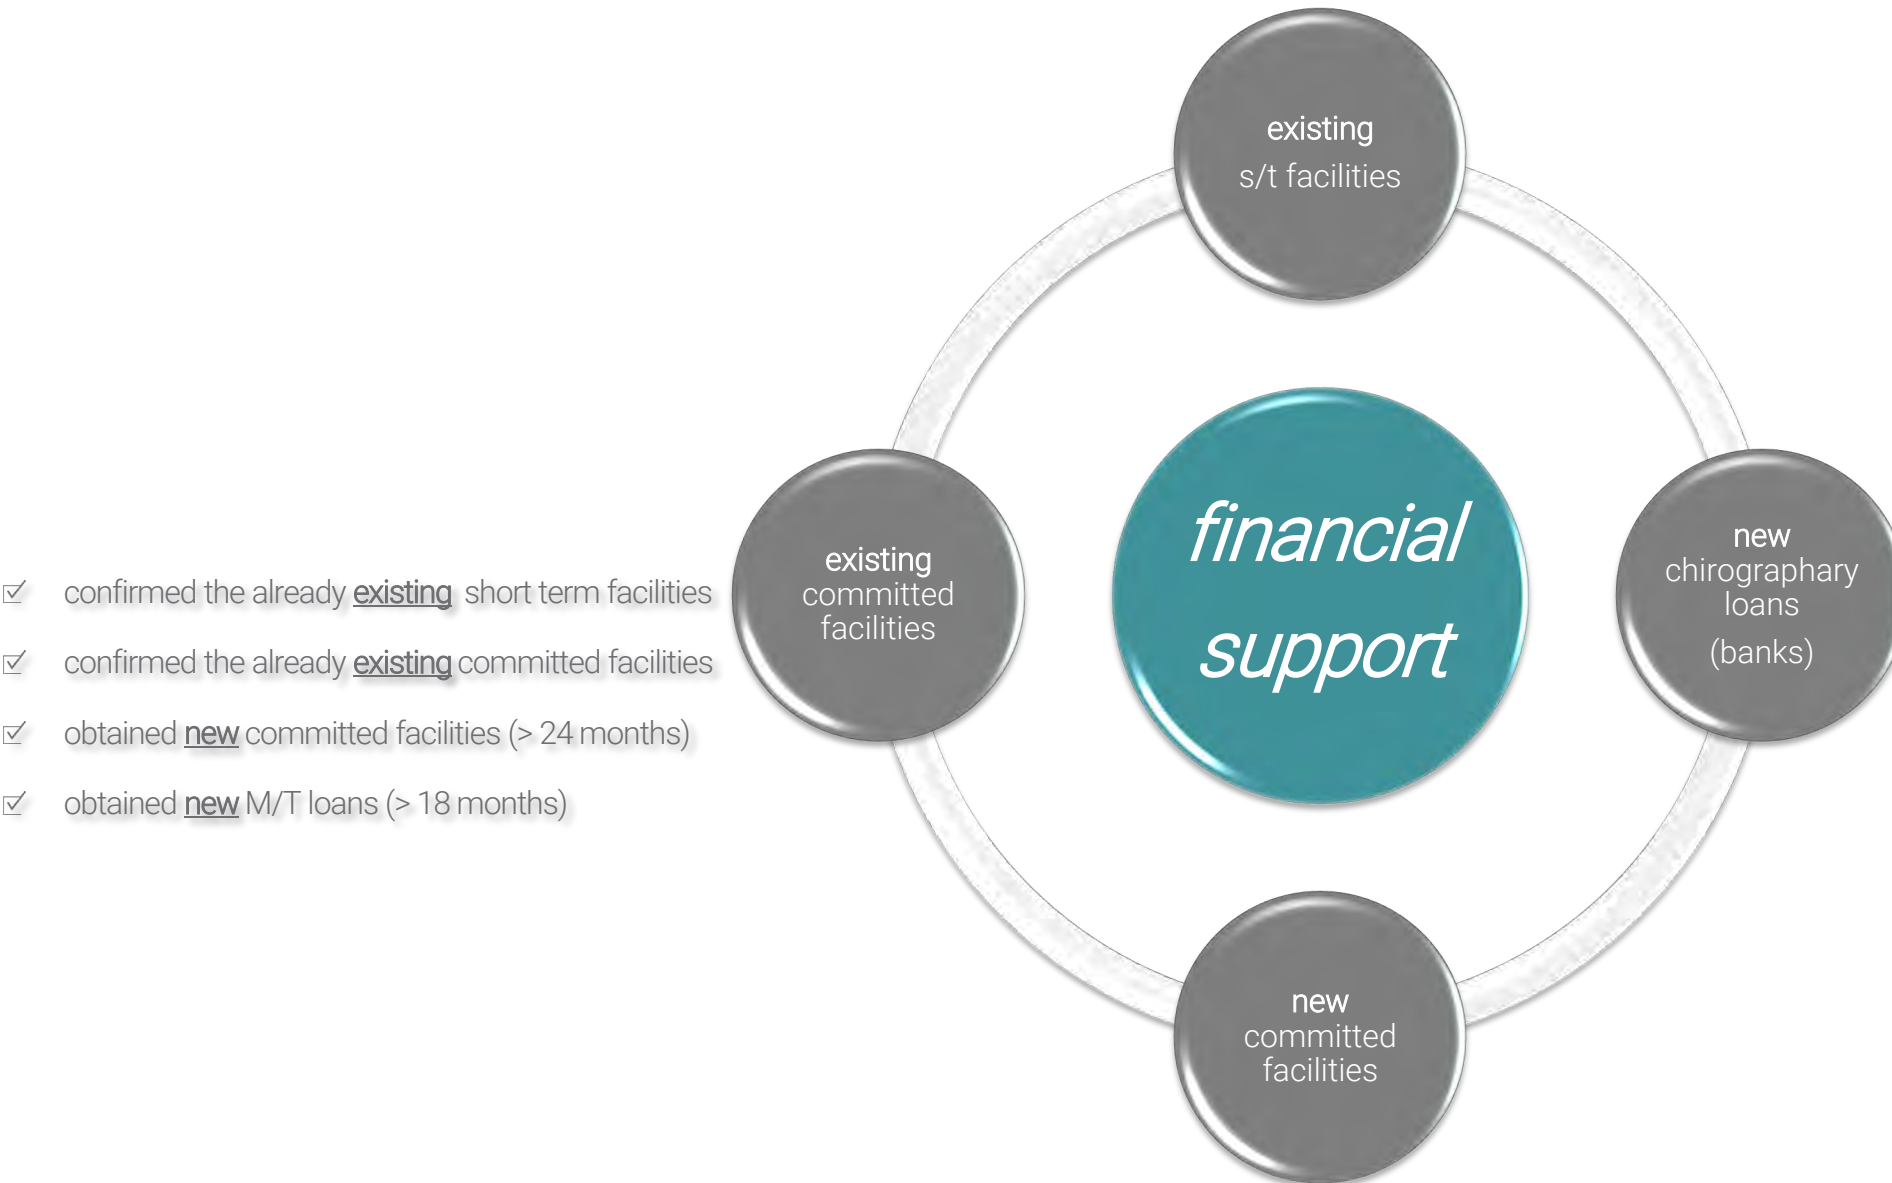 confirmed the already existing short term facilities
confirmed the already existing committed facilities
obtained new committed facilities (> 24 months)
obtained new M/T loans (> 18 months)
existing
s/t facilities
existing
committed
facilities
financial
support
new
chirographary
loans
(banks)
new
committed
facilities